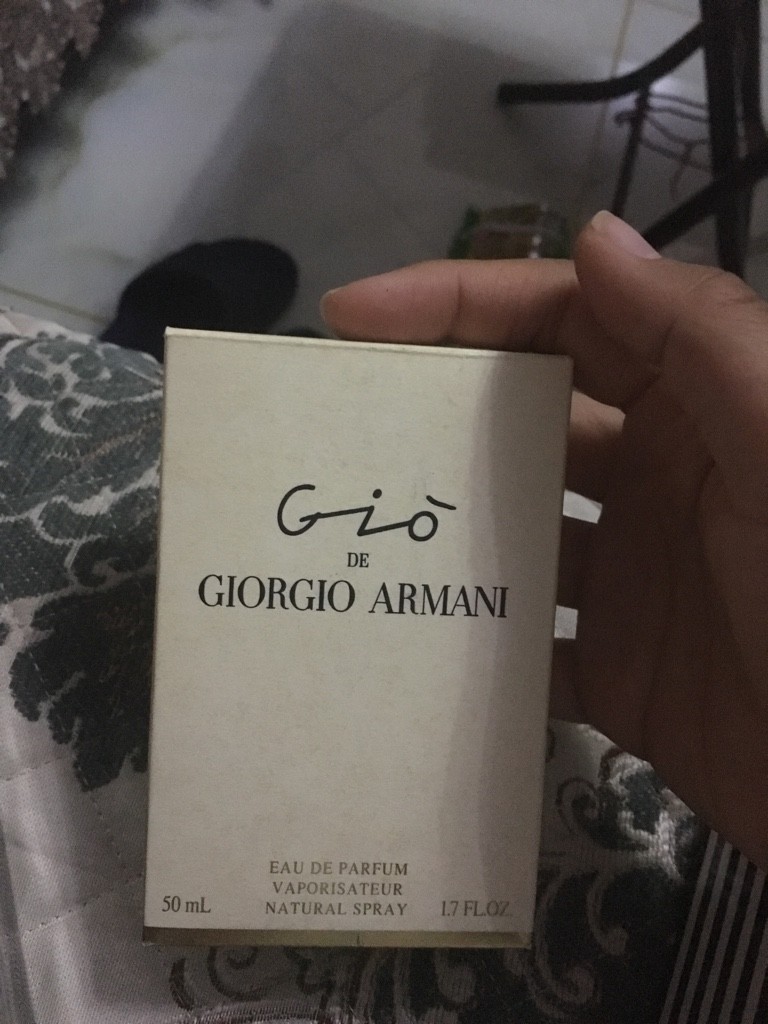 Giò
DE
GIORGIO ARMANI
EAU DE PARFUM
VAPORISATEUR
50 mL NATURAL SPRAY 1.7 FL.OZ.